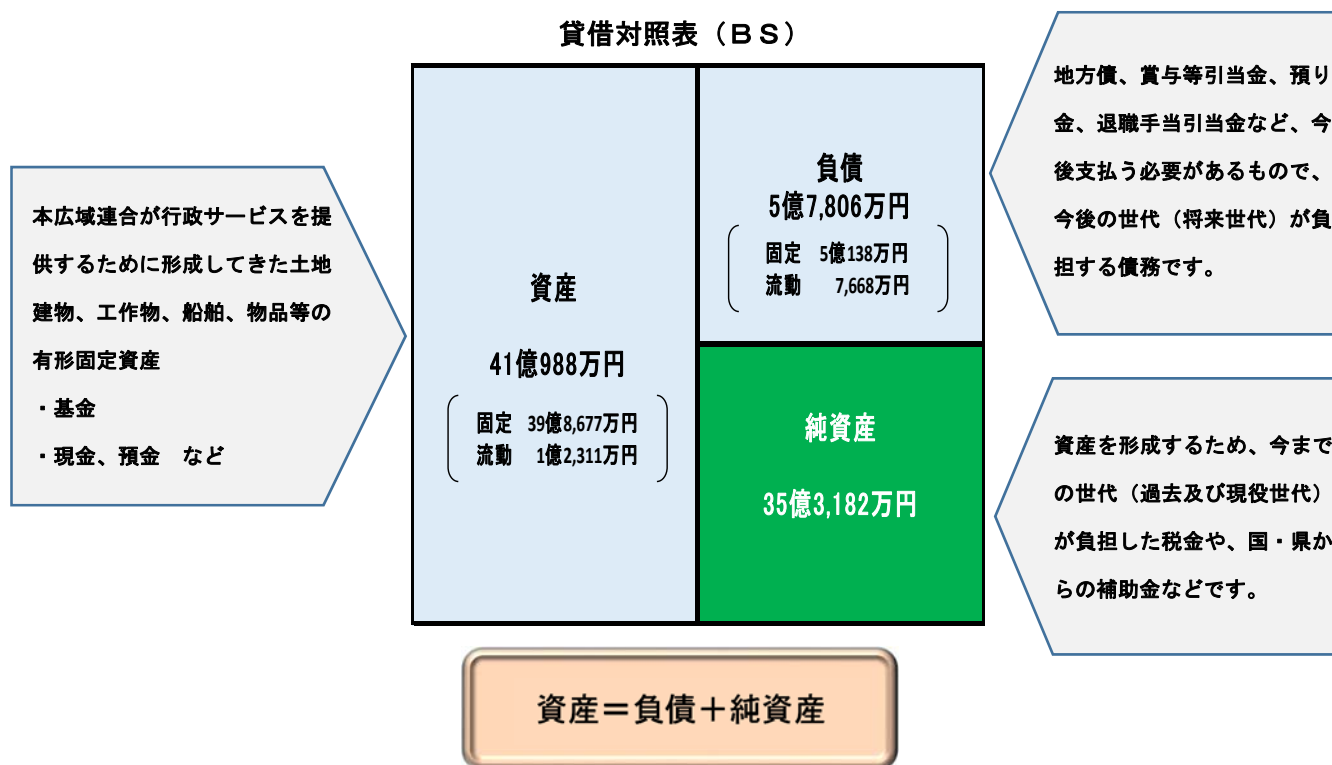 貸借対照表（ＢＳ）
本広域連合が行政サービスを提
供するために形成してきた土地
建物、工作物、船舶、物品等の
有形固定資産
・基金
・現金、預金　など
資産
41億988万円
固定　39億8,677万円
流動　1億2,311万円
負債
5億7,806万円
固定　5億138万円
流動　7,668万円
純資産
35億3,182万円
地方債、賞与等引当金、預り
金、退職手当引当金など、今
後支払う必要があるもので、
今後の世代（将来世代）が負
担する債務です。
資産を形成するため、今まで
の世代（過去及び現役世代）
が負担した税金や、国・県か
らの補助金などです。
資産＝負債＋純資産